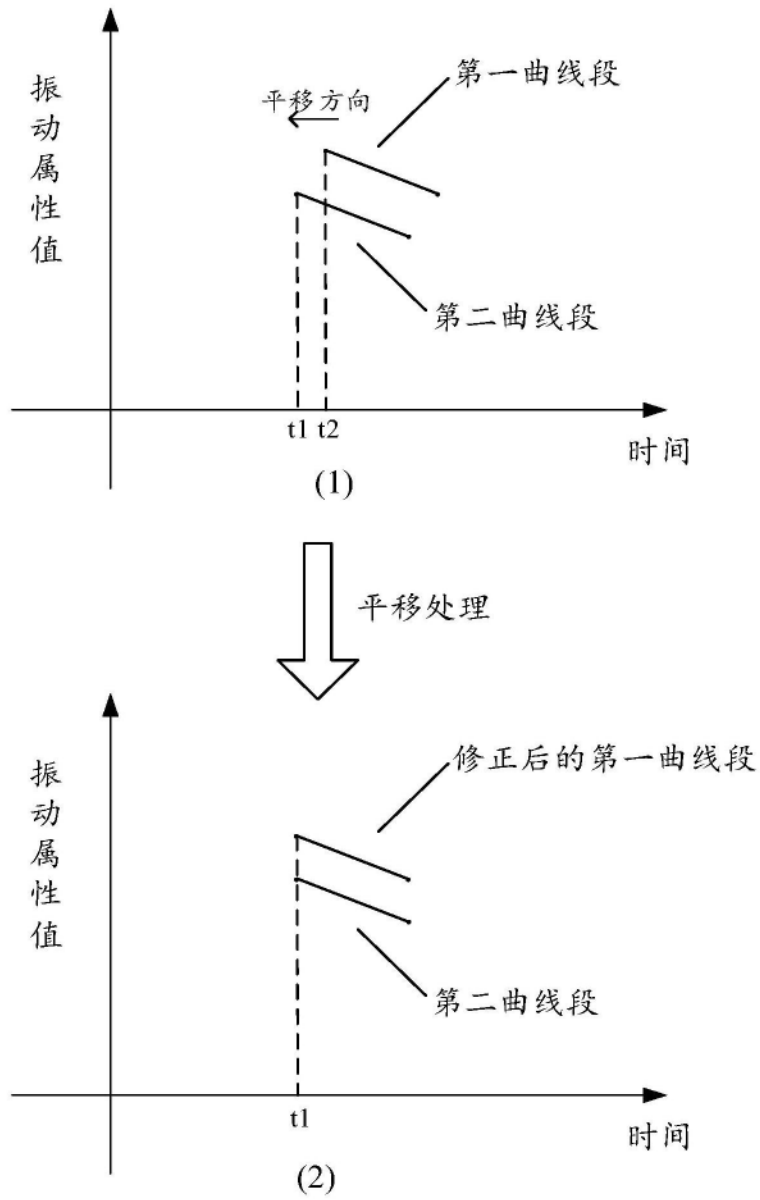 第一曲线段
平移方向
振动属性值
第二曲线段
t1 t2
时间
(1)
平移处理
修正后的第一曲线段
振动属性值
第二曲线段
t1
时间
(2)